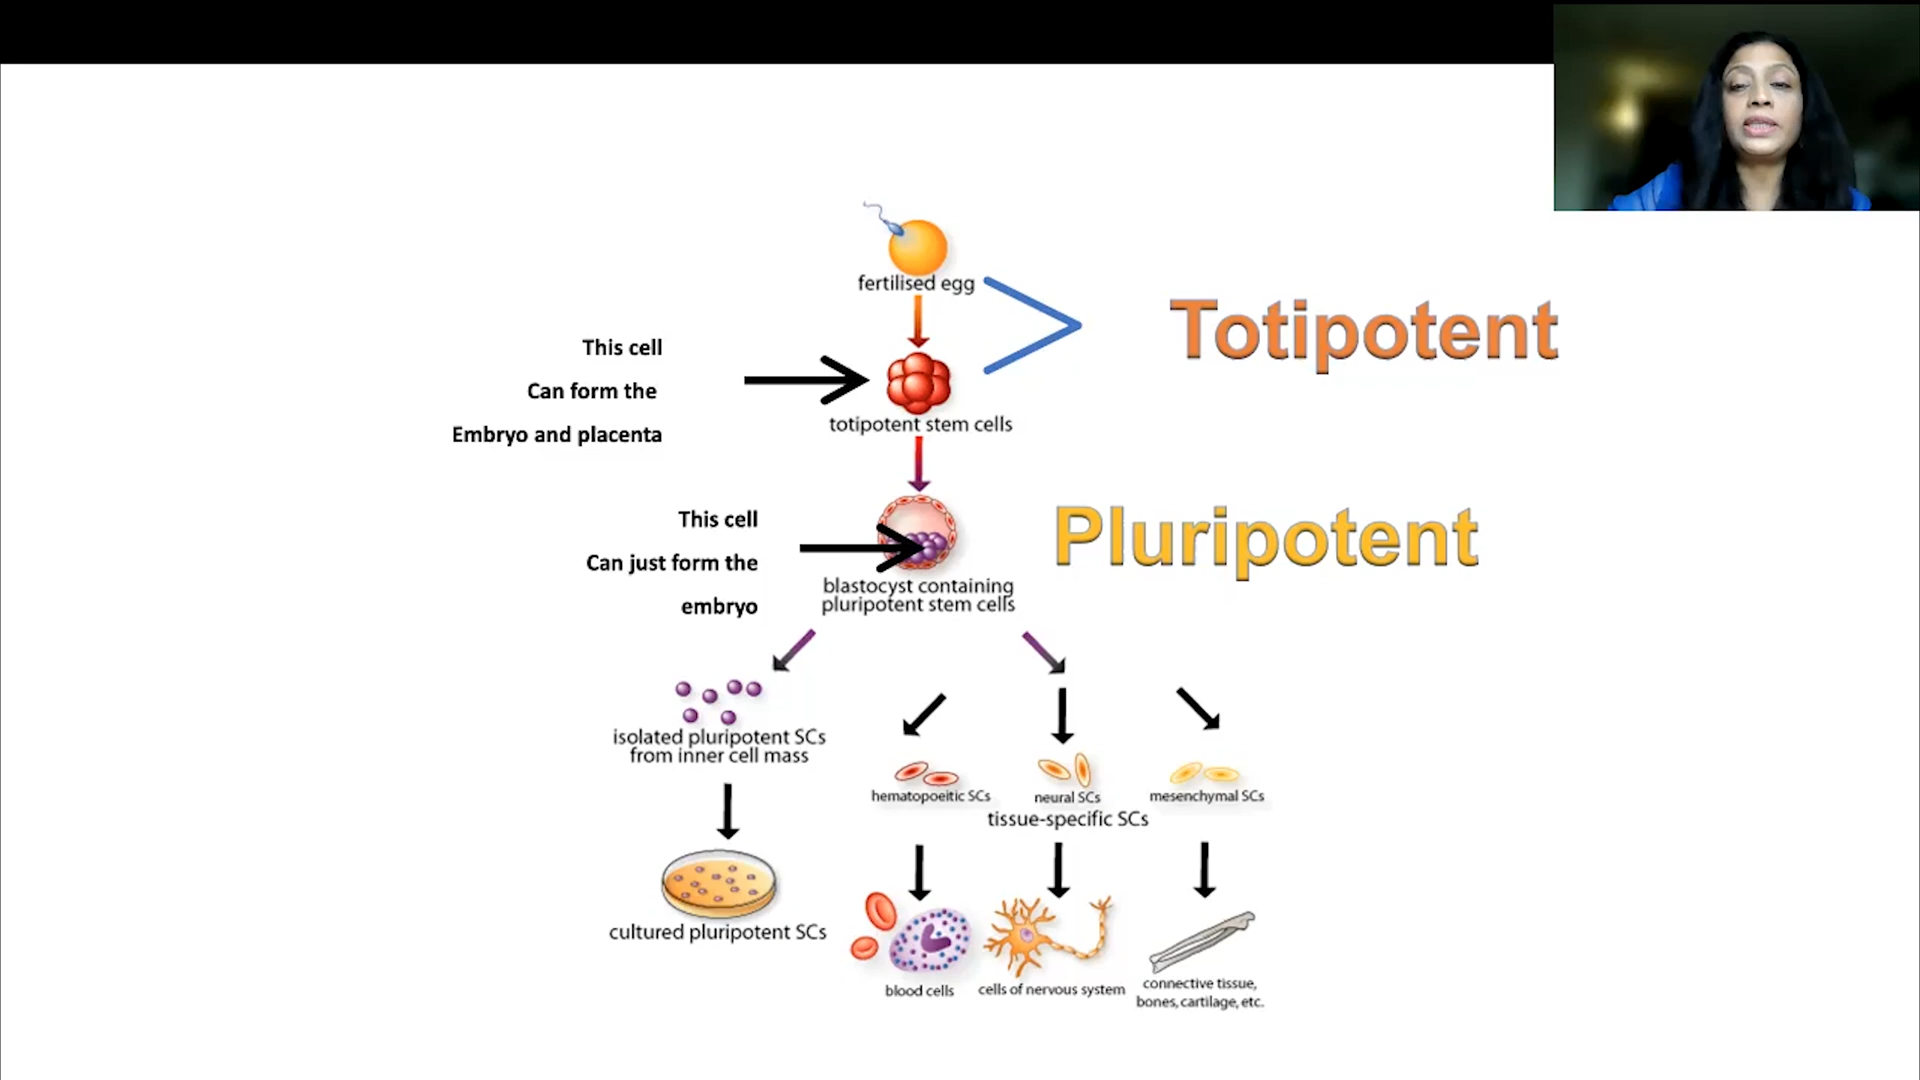 fertilised egg
Totipotent
This cell
Can form the
Embryo and placenta
totipotent stem cells
Pluripotent
This cell
Can just form the
embryo
blastocyst containing
pluripotent stem cells
isolated pluripotent SCs
from inner cell mass
hematopoeitic SCs
neural SCs
mesenchymal SCs
tissue-specific SCs
cultured pluripotent SCs
blood cells
cells of nervous system
connective tissue,
bones, cartilage, etc.